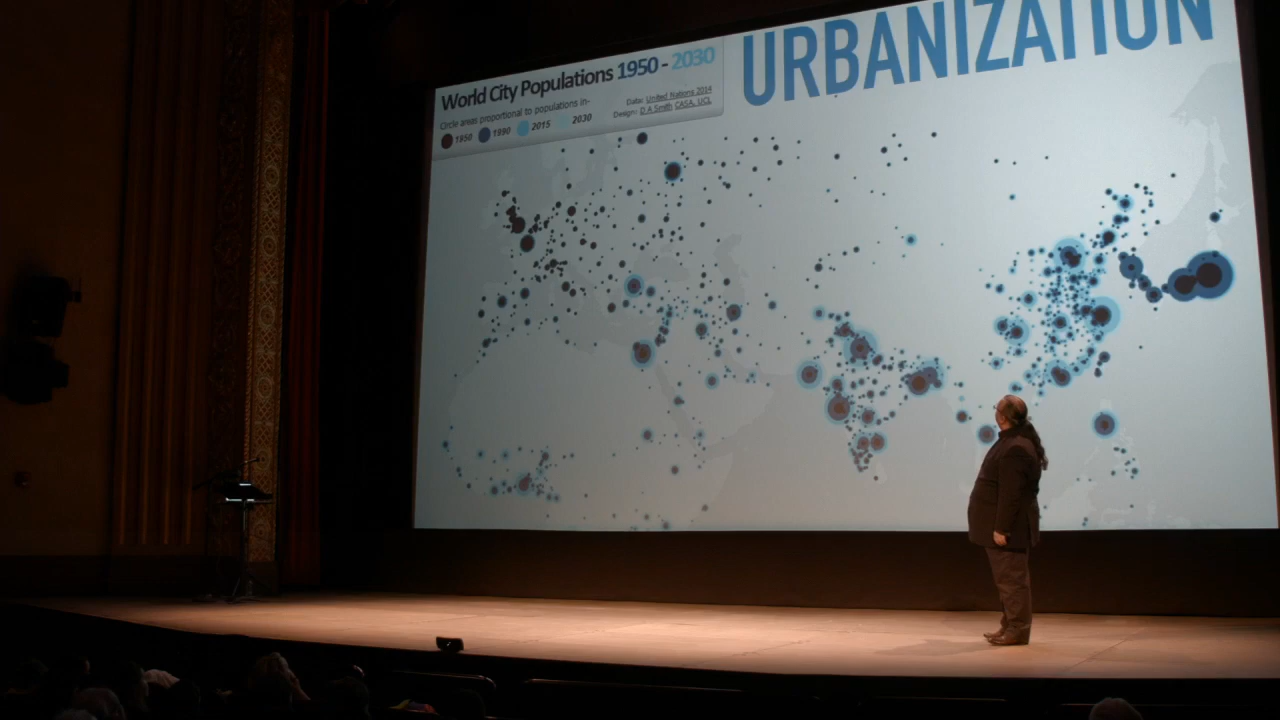 URBANIZATION
World City Populations 1950 - 2030
Circle areas proportional to populations in-
1950 1990 2015 2030
Data: United Nations 2014
Design: D A Smith CASA, UCL